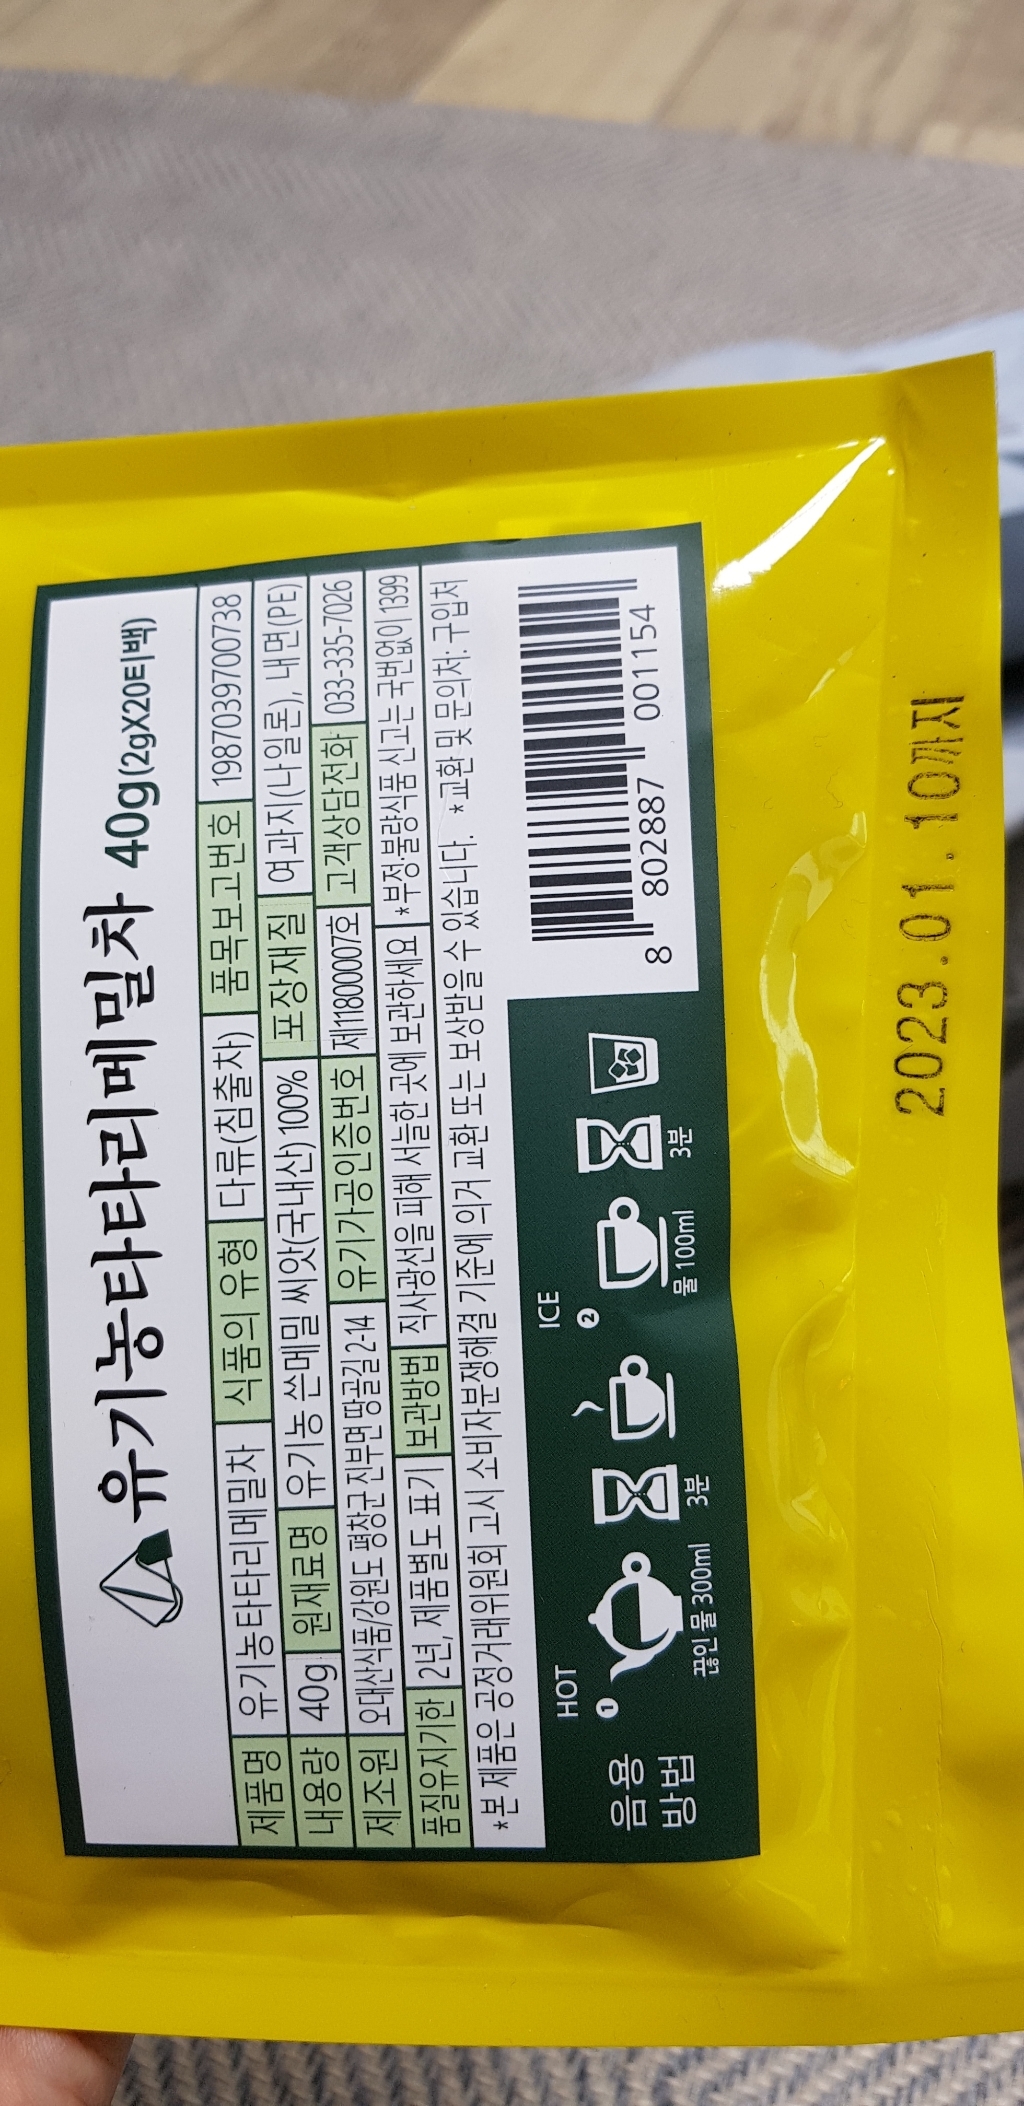 유기농타타리메밀차 40g(2gX20티백)
제품명 유기농타타리메밀차 식품의 유형 다류(침출차) 품목보고번호 1987039700738
내용량 40g 원재료명 유기농 쓴메밀 씨앗(국내산) 100% 포장재질 여과지(나일론), 내면(PE)
제조원 오대산식품/강원도 평창군 진부면 땅골길 2-14 유기가공인증번호 제11800007호 고객상담전화 033-335-7026
품질유지기한 2년, 제품별도 표기 보관방법 직사광선을 피해 서늘한 곳에 보관하세요 *부정·불량식품 신고는 국번없이 1399
*본 제품은 공정거래위원회 고시 소비자분쟁해결 기준에 의거 교환 또는 보상받을 수 있습니다. *교환 및 문의처: 구입처
음용
방법
HOT
1
끓인 물 300ml
3분
ICE
2
물 100ml
3분
8 802887 001154
2023.01.10까지